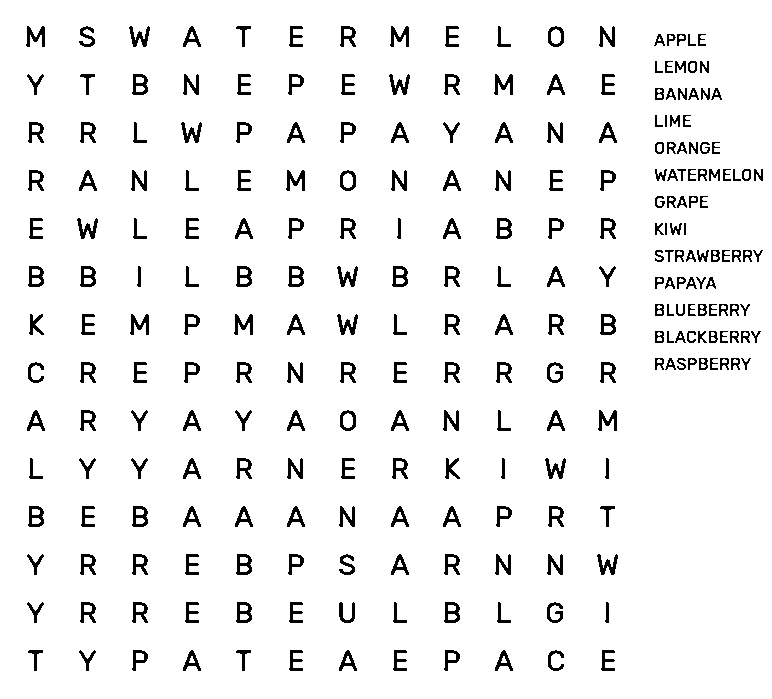 M S W A T E R M E L O N
Y T B N E P E W R M A E
R R L W P A P A Y A N A
R A N L E M O N A N E P
E W L E A P R I A B P R
B B I L B B W B R L A Y
K E M P M A W L R A R B
C R E P R N R E R R G R
A R Y A Y A O A N L A M
L Y Y A R N E R K I W I
B E B A A A N A A P R T
Y R R E B P S A R N N W
Y R R E B E U L B L G I
T Y P A T E A E P A C E
APPLE
LEMON
BANANA
LIME
ORANGE
WATERMELON
GRAPE
KIWI
STRAWBERRY
PAPAYA
BLUEBERRY
BLACKBERRY
RASPBERRY